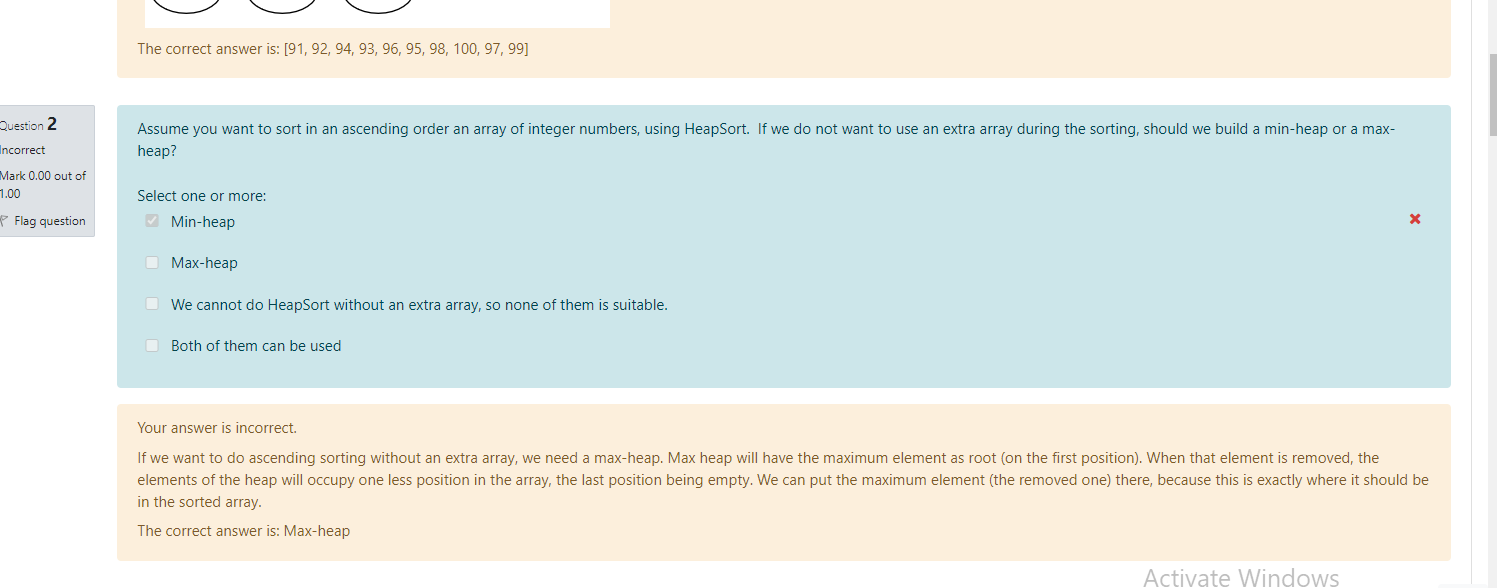 The correct answer is: [91, 92, 94, 93, 96, 95, 98, 100, 97, 99]
Question 2
Incorrect
Mark 0.00 out of
1.00
Flag question
Assume you want to sort in an ascending order an array of integer numbers, using HeapSort. If we do not want to use an extra array during the sorting, should we build a min-heap or a max-
heap?
Select one or more:
Min-heap
Max-heap
We cannot do HeapSort without an extra array, so none of them is suitable.
Both of them can be used
Your answer is incorrect.
If we want to do ascending sorting without an extra array, we need a max-heap. Max heap will have the maximum element as root (on the first position). When that element is removed, the
elements of the heap will occupy one less position in the array, the last position being empty. We can put the maximum element (the removed one) there, because this is exactly where it should be
in the sorted array.
The correct answer is: Max-heap
Activate Windows